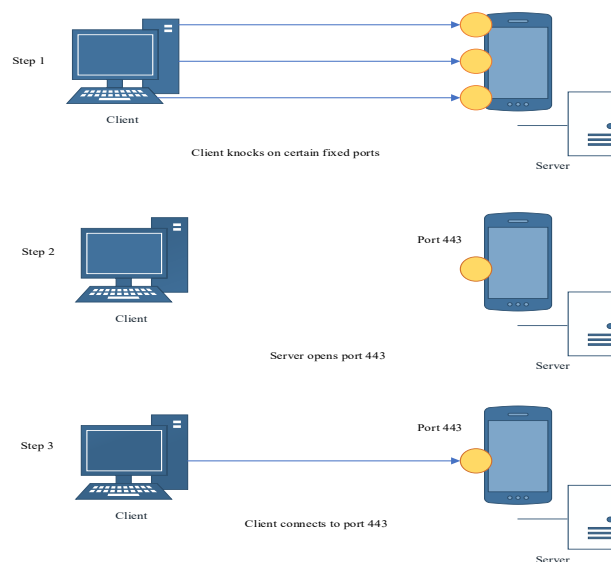 Step 1
Client
Client knocks on certain fixed ports
Server
Step 2
Port 443
Client
Server opens port 443
Server
Step 3
Port 443
Client
Client connects to port 443
Server